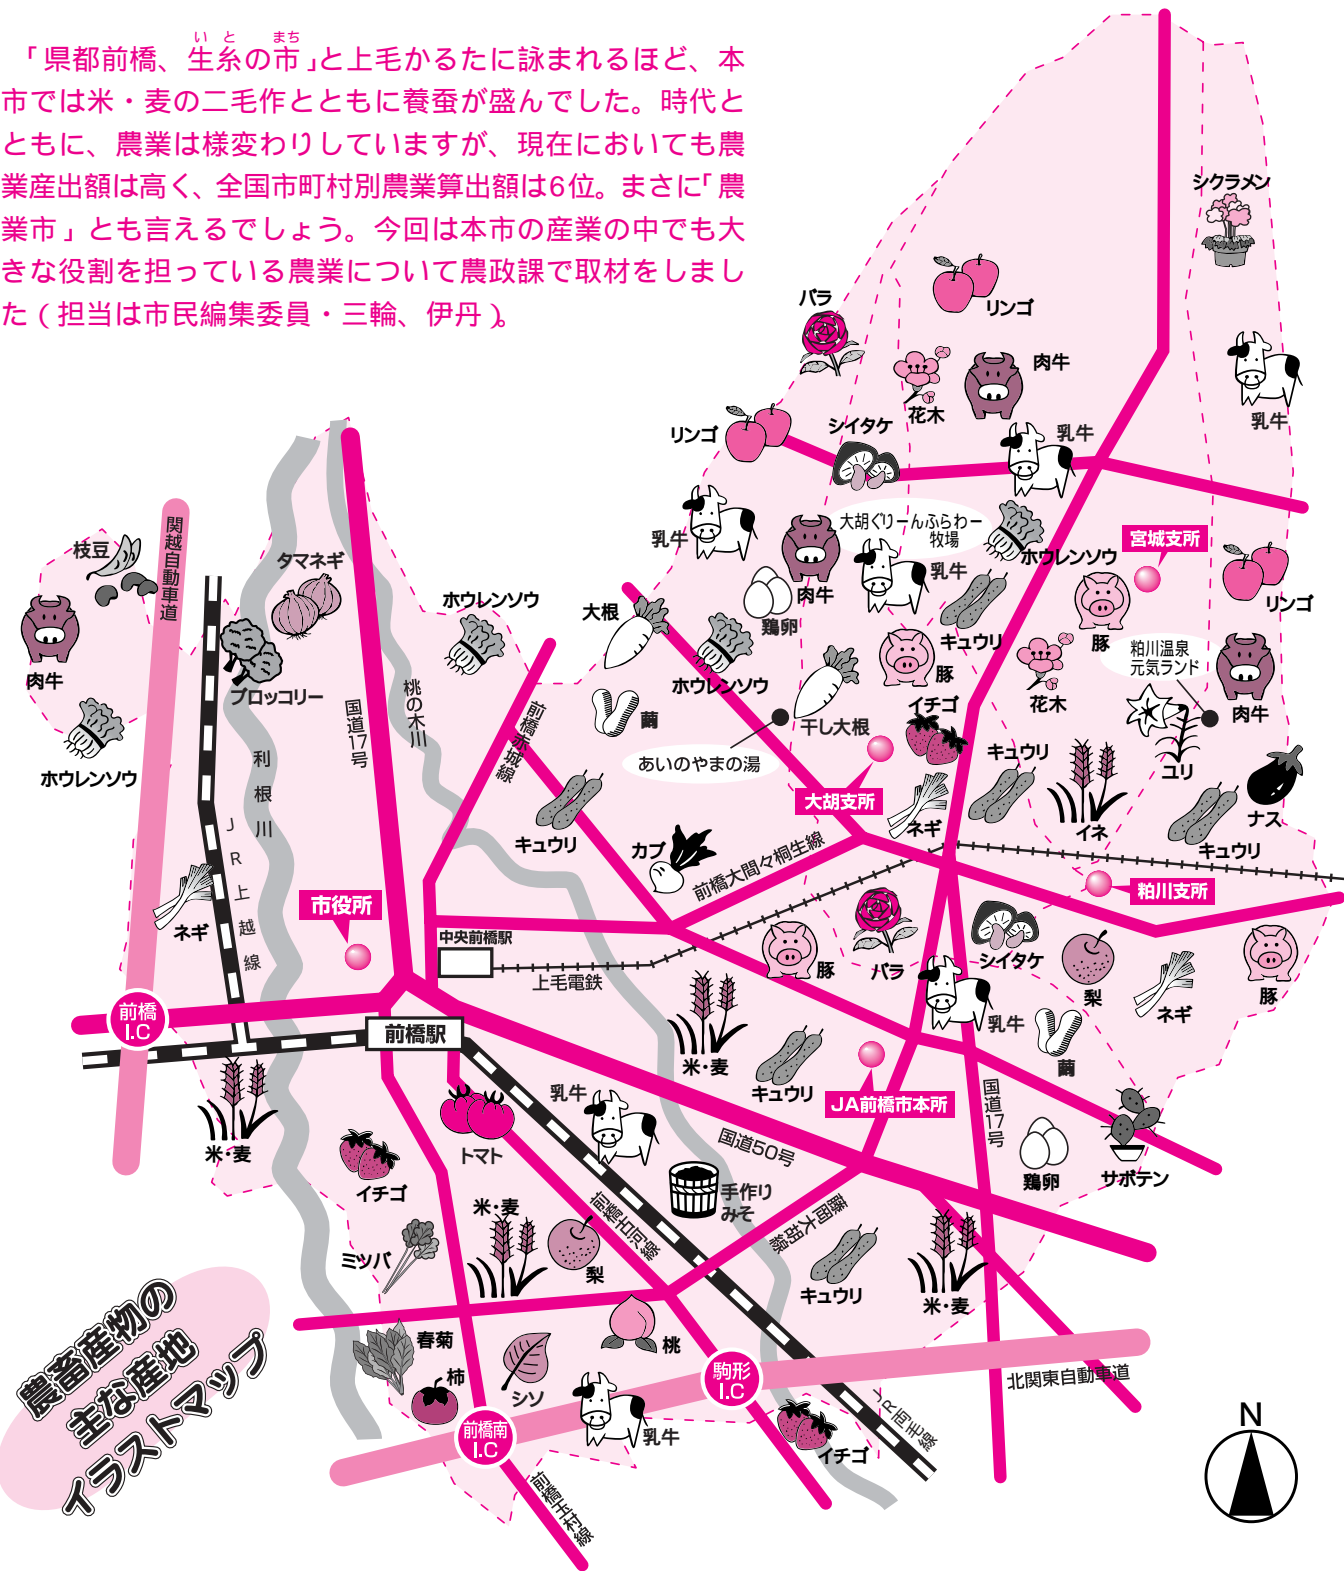 「県都前橋、生糸の市」と上毛かるたに詠まれるほど、本
市では米・麦の二毛作とともに養蚕が盛んでした。時代と
ともに、農業は様変わりしていますが、現在においても農
業産出額は高く、全国市町村別農業算出額は6位。まさに「農
業市」とも言えるでしょう。今回は本市の産業の中でも大
きな役割を担っている農業について農政課で取材をしまし
た（担当は市民編集委員・三輪、伊丹）。
いと
まち
シクラメン
リンゴ
バラ
肉牛
花木
乳牛
リンゴ
シイタケ
乳牛
関越自動車道
枝豆
タマネギ
乳牛
大胡ぐりーんふらわー
牧場
ホウレンソウ
宮城支所
乳牛
肉牛
リンゴ
ホウレンソウ
大根
鶏卵
キュウリ
豚
粕川温泉
元気ランド
肉牛
ブロッコリー
ホウレンソウ
豚
花木
肉牛
国道17号
桃の木川
前橋赤城線
繭
干し大根
イチゴ
キュウリ
ユリ
ホウレンソウ
利根川
あいのやまの湯
大胡支所
ネギ
イネ
ナス
JR上越線
キュウリ
カブ
前橋大間々桐生線
キュウリ
市役所
粕川支所
ネギ
中央前橋駅
上毛電鉄
豚
バラ
シイタケ
梨
ネギ
豚
前橋
I.C
前橋駅
米・麦
キュウリ
乳牛
繭
JA前橋市本所
国道17号
米・麦
乳牛
トマト
国道50号
鶏卵
サボテン
イチゴ
米・麦
手作り
みそ
前橋古河線
藤岡大胡線
ミツバ
梨
キュウリ
米・麦
春菊
柿
シソ
桃
駒形
I.C
北関東自動車道
前橋南
I.C
乳牛
イチゴ
JR両毛線
前橋玉村線
農畜産物の
主な産地
イラストマップ
N